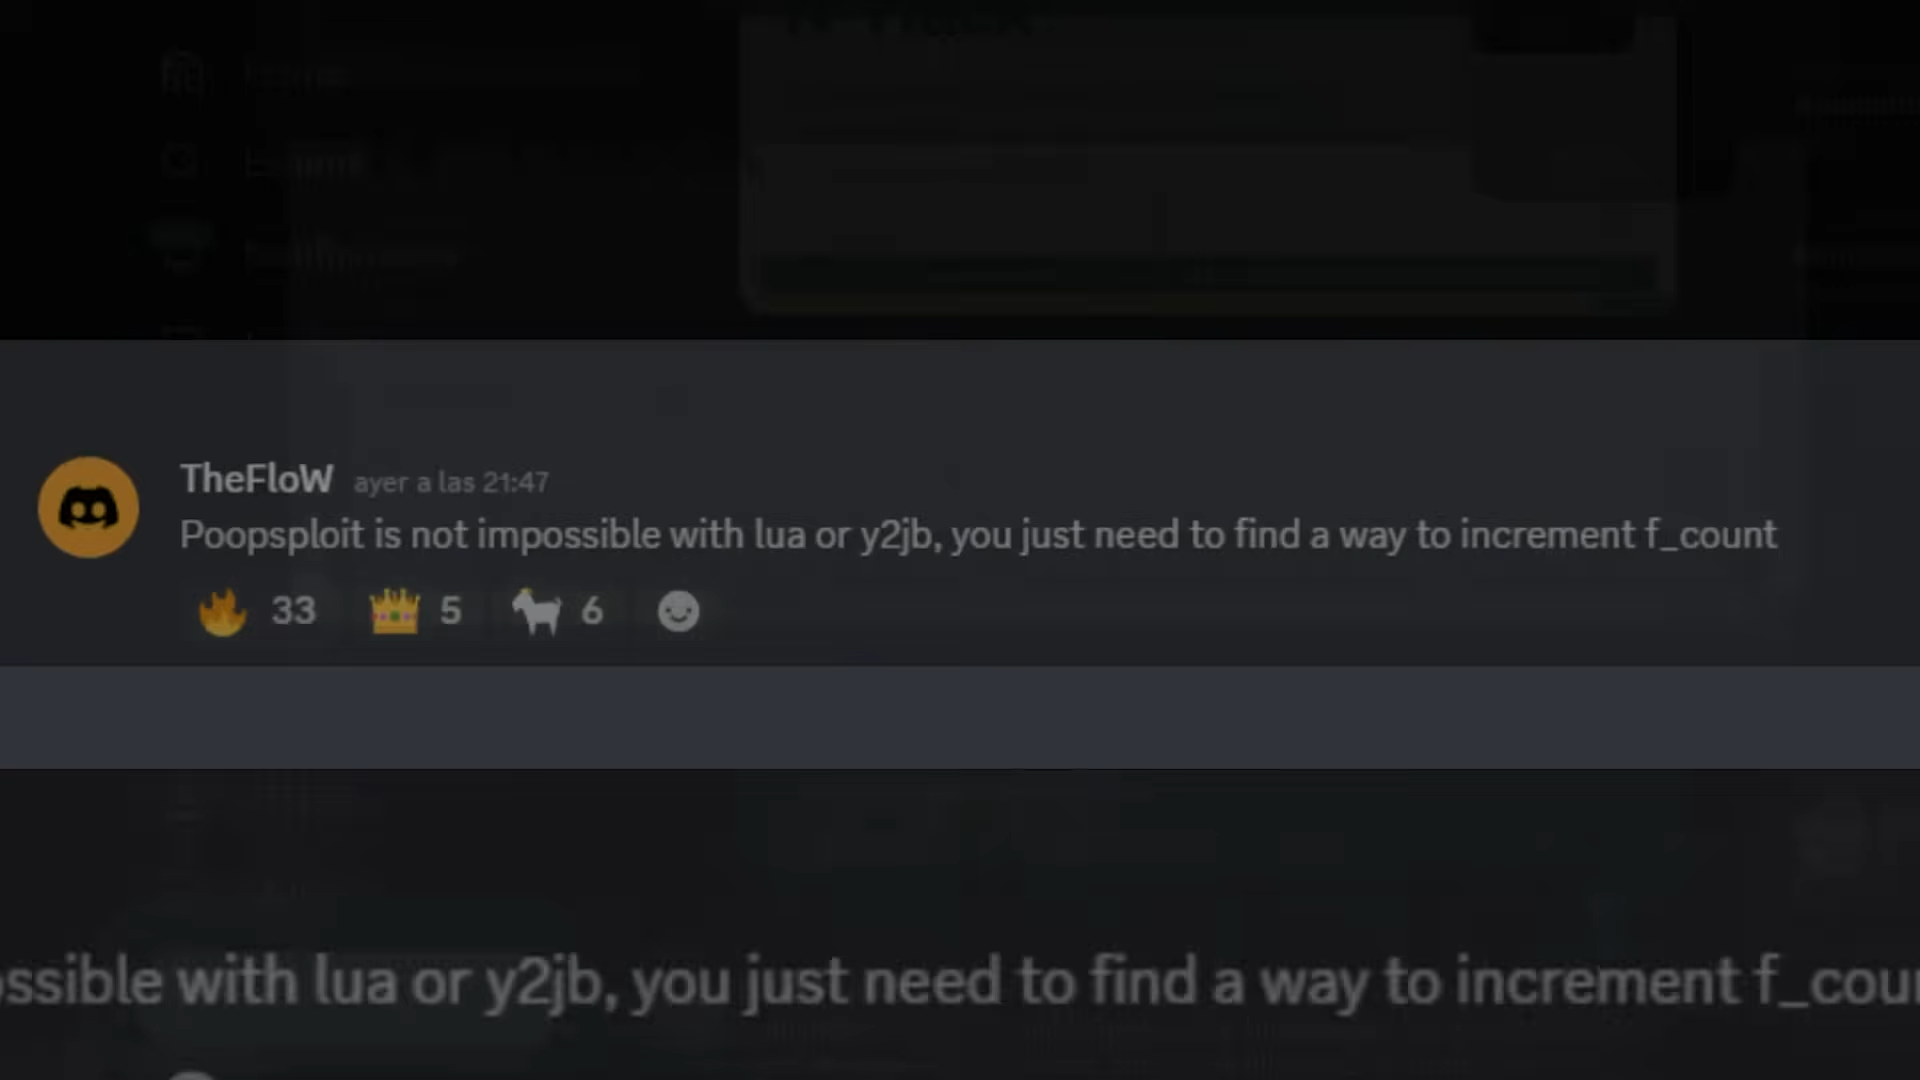 TheFloW ayer a las 21:47
Poopsploit is not impossible with lua or y2jb, you just need to find a way to increment f_count
33 5 6
ssible with lua or y2jb, you just need to find a way to increment f_cou